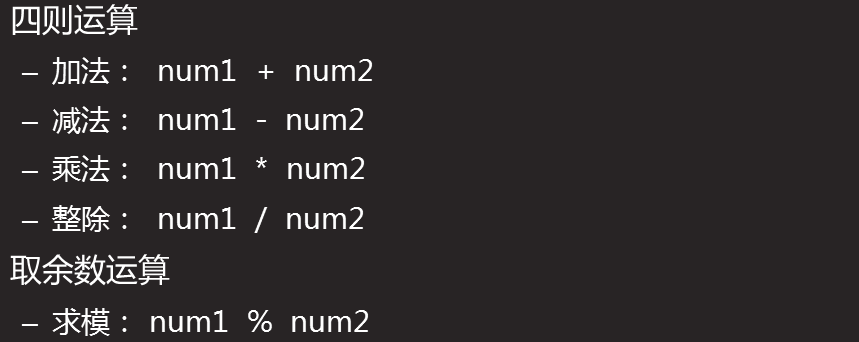 四则运算
– 加法： num1 + num2
– 减法： num1 - num2
– 乘法： num1 * num2
– 整除： num1 / num2
取余数运算
– 求模： num1 % num2